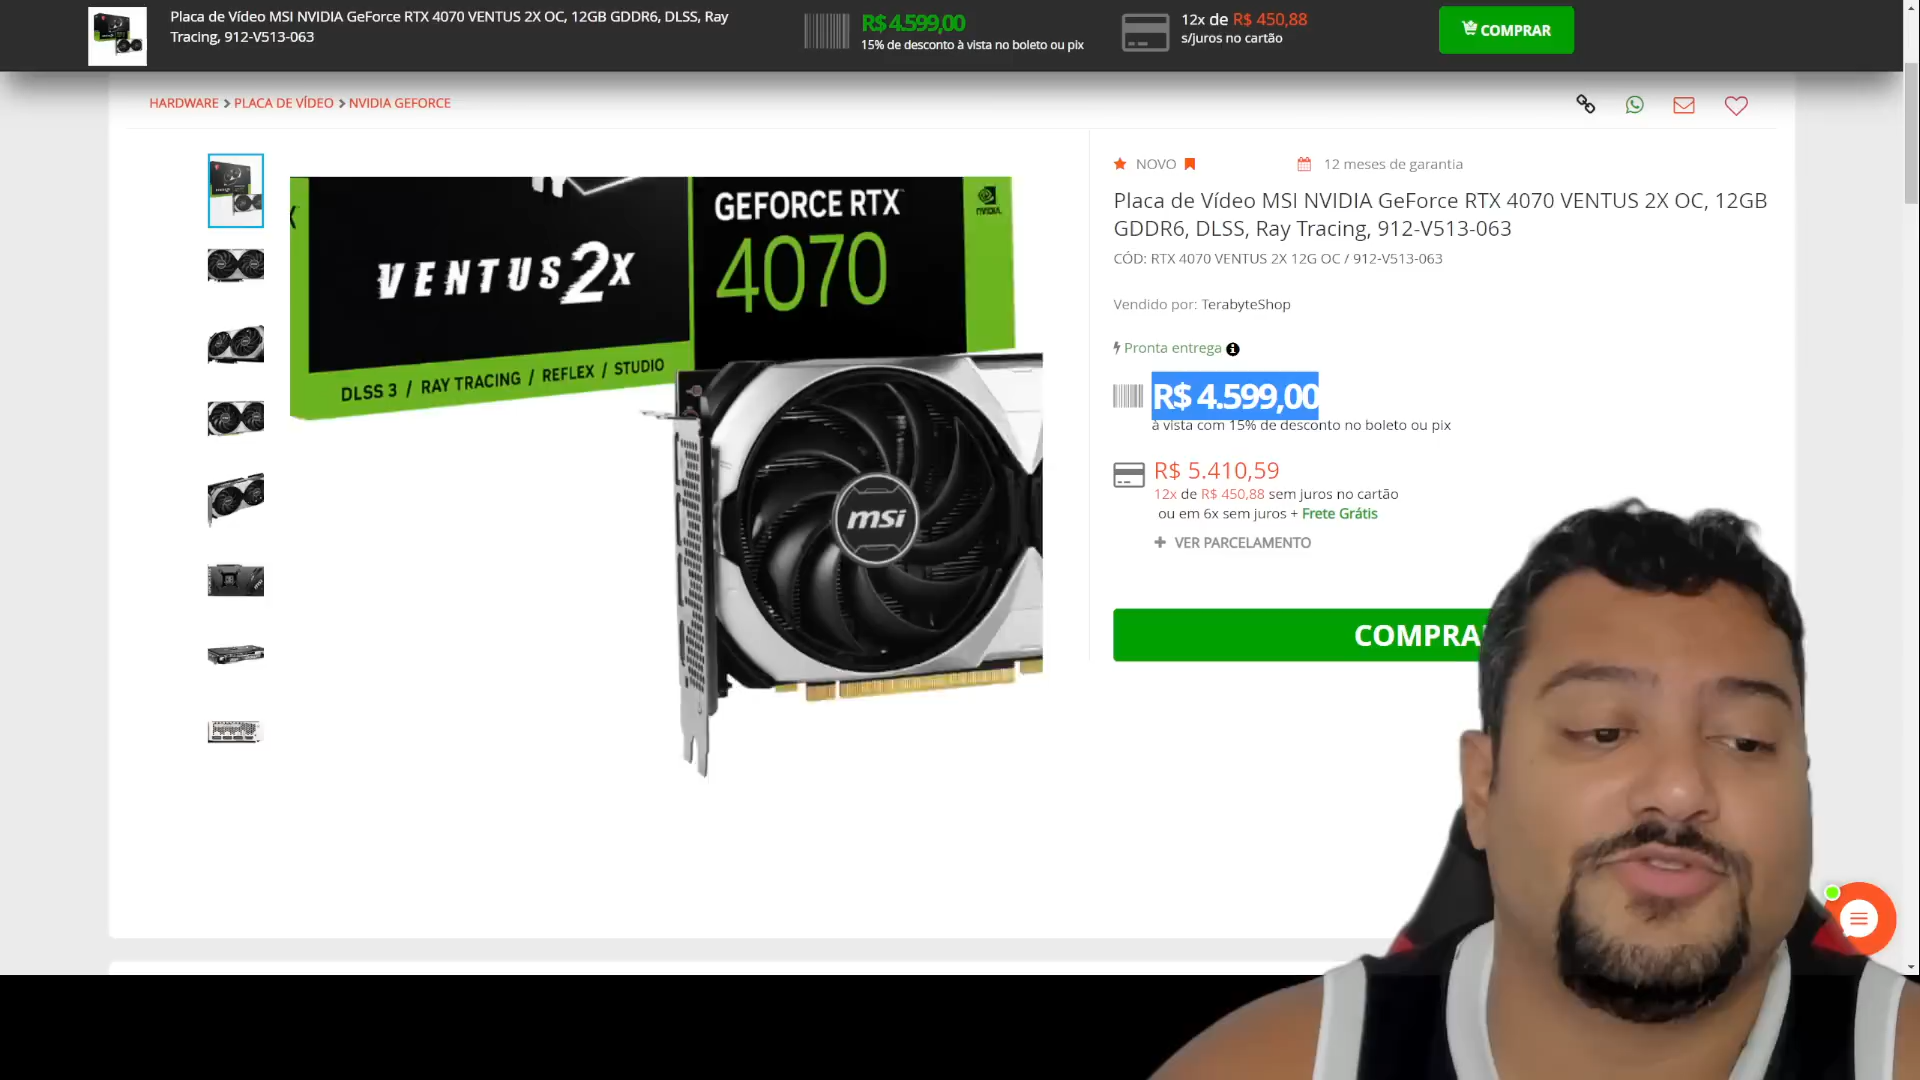 Placa de Vídeo MSI NVIDIA GeForce RTX 4070 VENTUS 2X OC, 12GB GDDR6, DLSS, Ray
Tracing, 912-V513-063
R$ 4.599,00
15% de desconto à vista no boleto ou pix
12x de R$ 450,88
s/juros no cartão
COMPRAR
HARDWARE > PLACA DE VÍDEO > NVIDIA GEFORCE
NOVO
12 meses de garantia
Placa de Vídeo MSI NVIDIA GeForce RTX 4070 VENTUS 2X OC, 12GB
GDDR6, DLSS, Ray Tracing, 912-V513-063
CÓD: RTX 4070 VENTUS 2X 12G OC / 912-V513-063
Vendido por: TerabyteShop
Pronta entrega
R$ 4.599,00
à vista com 15% de desconto no boleto ou pix
R$ 5.410,59
12x de R$ 450,88 sem juros no cartão
ou em 6x sem juros + Frete Grátis
+ VER PARCELAMENTO
COMPRA
GEFORCE RTX
4070
NVIDIA
VENTUS 2X
DLSS 3 / RAY TRACING / REFLEX / STUDIO
msi